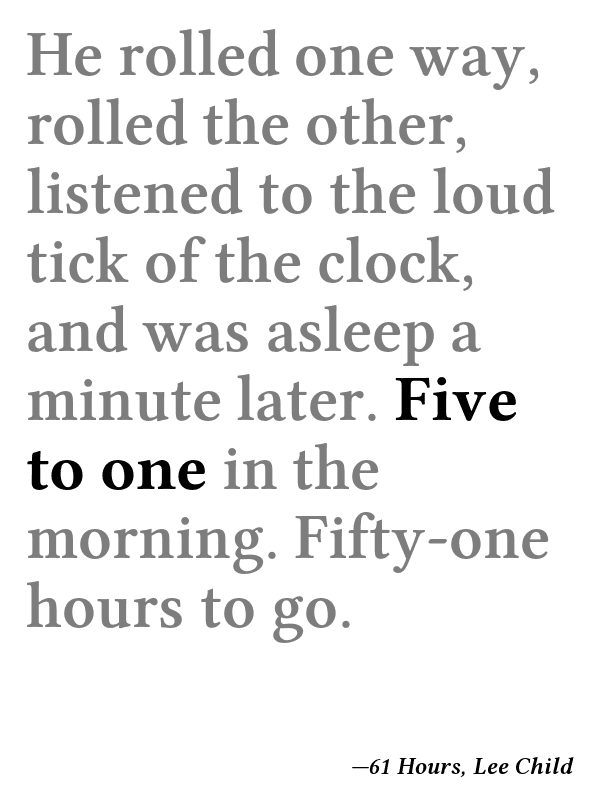 He rolled one way,
rolled the other,
listened to the loud
tick of the clock,
and was asleep a
minute later. Five
to one in the
morning. Fifty-one
hours to go.
—61 Hours, Lee Child